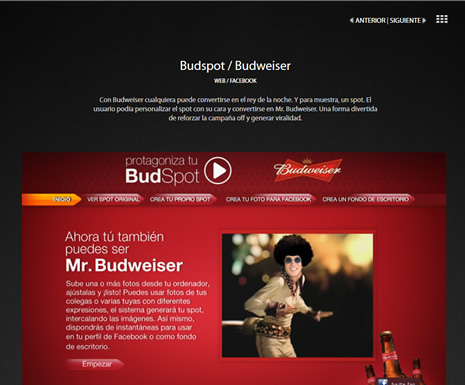 ANTERIOR | SIGUIENTE
Budspot / Budweiser
WEB / FACEBOOK
Con Budweiser cualquiera puede convertirse en el rey de la noche. Y para muestra, un spot. El
usuario podía personalizar el spot con su cara y convertirse en Mr. Budweiser. Una forma divertida
de reforzar la campaña off y generar viralidad.
protagoniza tu
BudSpot
Budweiser
INICIO VER SPOT ORIGINAL CREA TU PROPIO SPOT CREA TU FOTO PARA FACEBOOK CREA UN FONDO DE ESCRITORIO
Ahora tú también
puedes ser
Mr. Budweiser
Sube una o más fotos desde tu ordenador,
ajústalas y ¡listo! Puedes usar fotos de tus
colegas o varias tuyas con diferentes
expresiones, el sistema generará tu spot,
intercalando las imágenes. Así mismo,
dispondrás de instantáneas para usar
en tu perfil de Facebook o como fondo
de escritorio.
Empezar